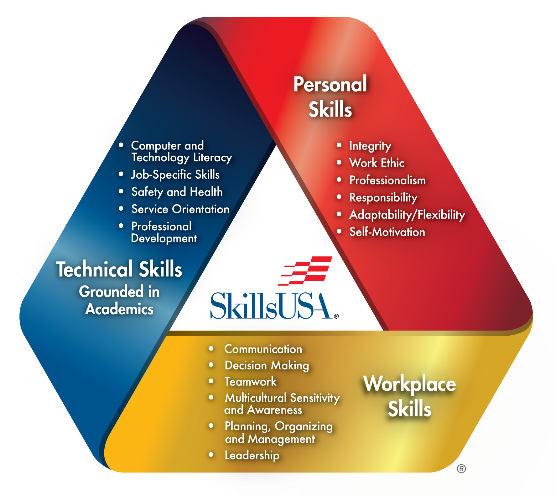 Personal
Skills
• Integrity
• Work Ethic
• Professionalism
• Responsibility
• Adaptability/Flexibility
• Self-Motivation
• Computer and
Technology Literacy
• Job-Specific Skills
• Safety and Health
• Service Orientation
• Professional
Development
Technical Skills
Grounded in
Academics
SkillsUSA®
• Communication
• Decision Making
• Teamwork
• Multicultural Sensitivity
and Awareness
• Planning, Organizing
and Management
• Leadership
Workplace
Skills
®